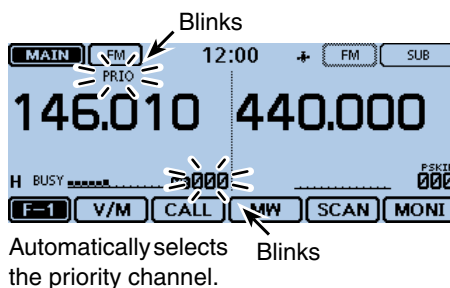 Blinks
MAIN FM 12:00 FM SUB
PRIO
146.010 440.000
PSKIP
H BUSY 000 000
F-1 V/M CALL MW SCAN MONI
Automatically selects Blinks
the priority channel.